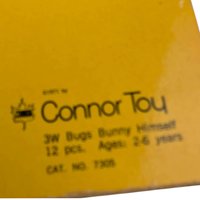 Connor Toy
3W Bugs Bunny Himself
12 pcs. Ages: 2-6 years
CAT. NO. 7305